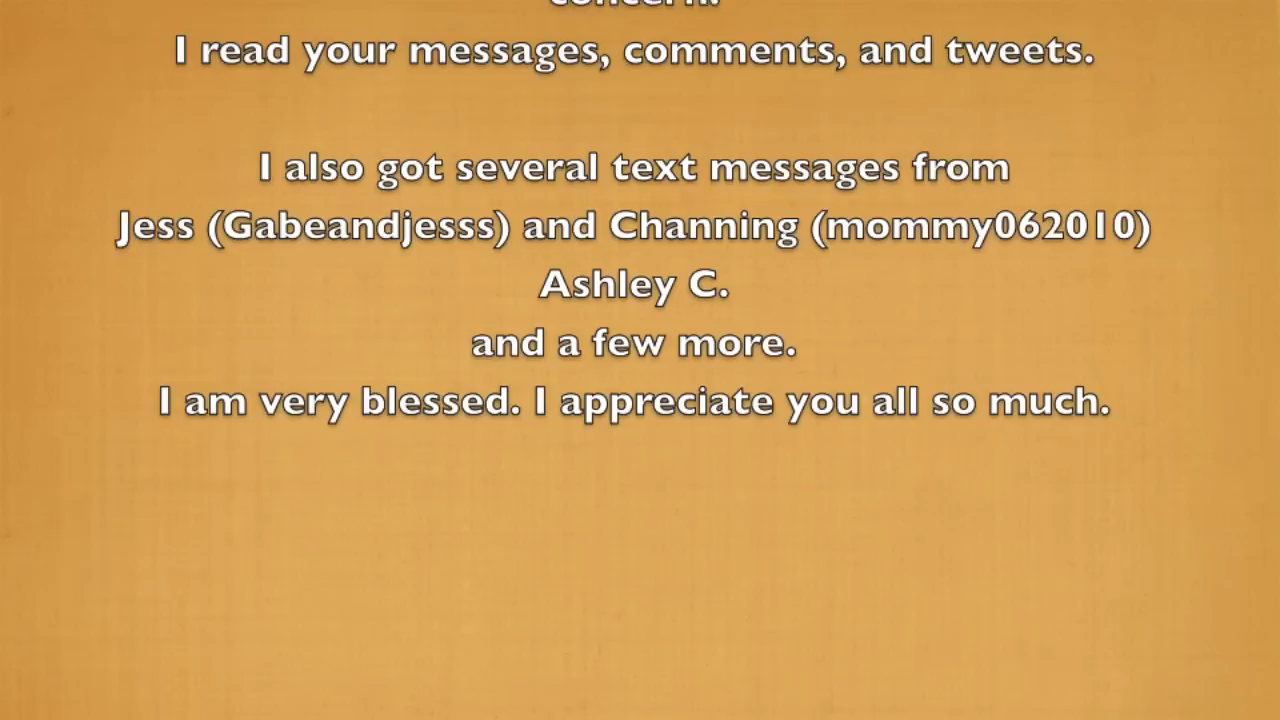 concern.
I read your messages, comments, and tweets.
I also got several text messages from
Jess (Gabeandjesss) and Channing (mommy062010)
Ashley C.
and a few more.
I am very blessed. I appreciate you all so much.